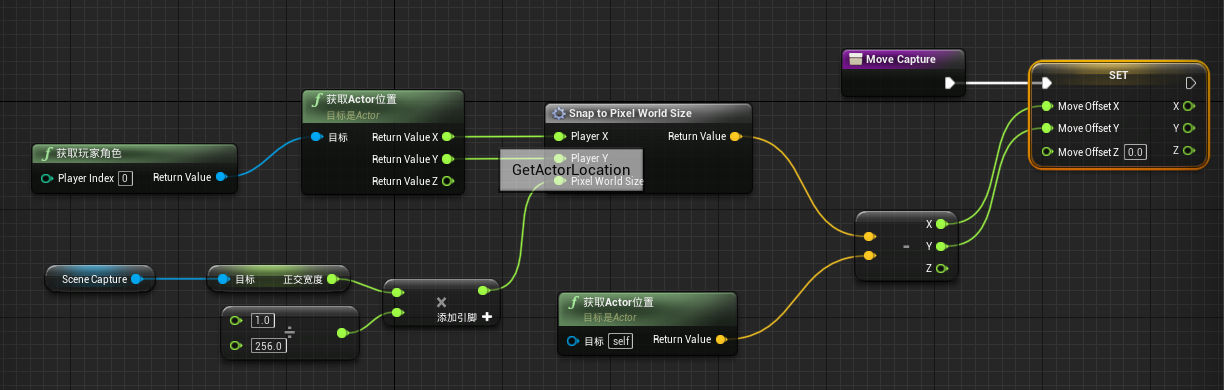 Move Capture
SET
Move Offset X
X
Move Offset Y
Y
Move Offset Z
0.0
Z
获取Actor位置
目标是Actor
目标
Return Value X
Return Value Y
Return Value Z
Snap to Pixel World Size
Player X
Return Value
Player Y
Pixel World Size
GetActorLocation
获取玩家角色
Player Index
0
Return Value
X
-
Y
Z
Scene Capture
目标
正交宽度
×
添加引脚
1.0
÷
256.0
获取Actor位置
目标是Actor
目标
self
Return Value